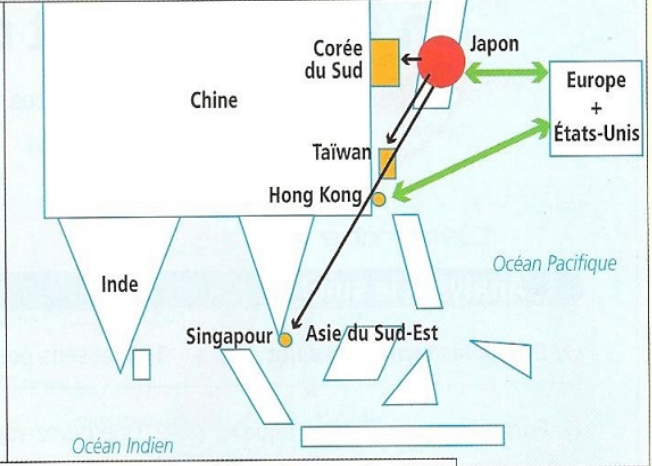 Corée
du Sud
Japon
Chine
Europe
+
États-Unis
Taïwan
Hong Kong
Océan Pacifique
Inde
Singapour
Asie du Sud-Est
Océan Indien